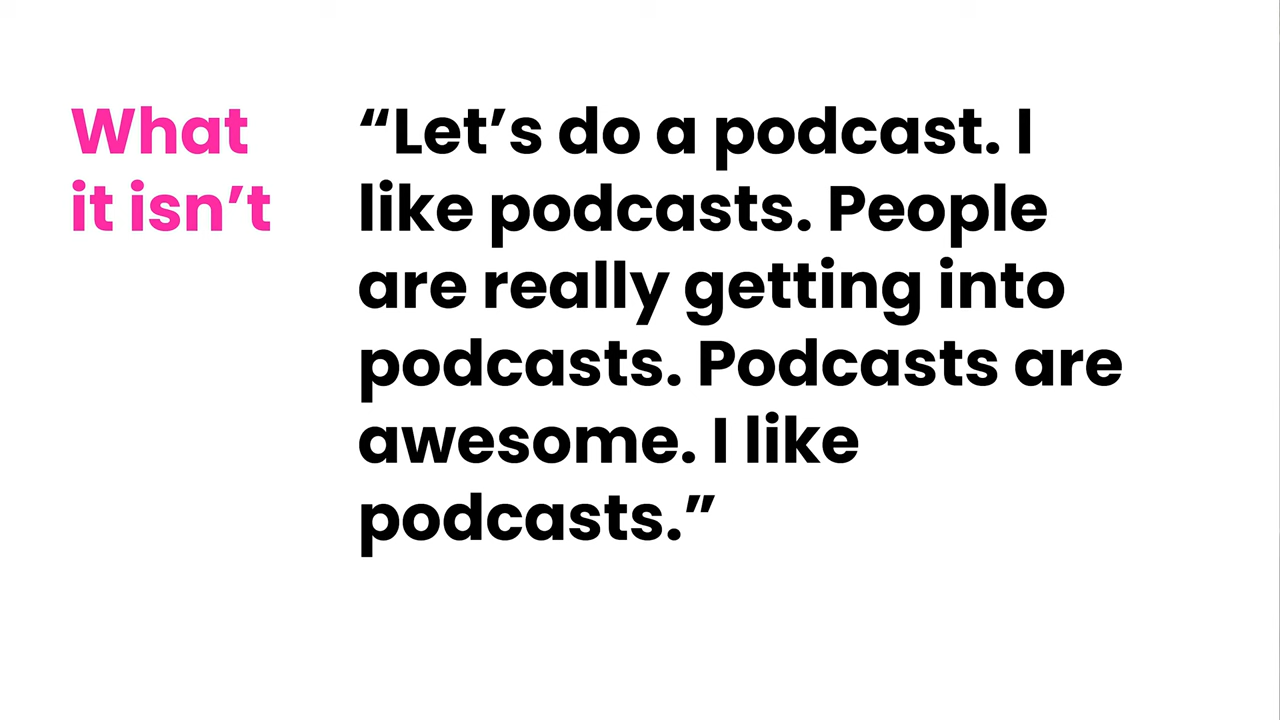 What
it isn’t
“Let’s do a podcast. I
like podcasts. People
are really getting into
podcasts. Podcasts are
awesome. I like
podcasts.”